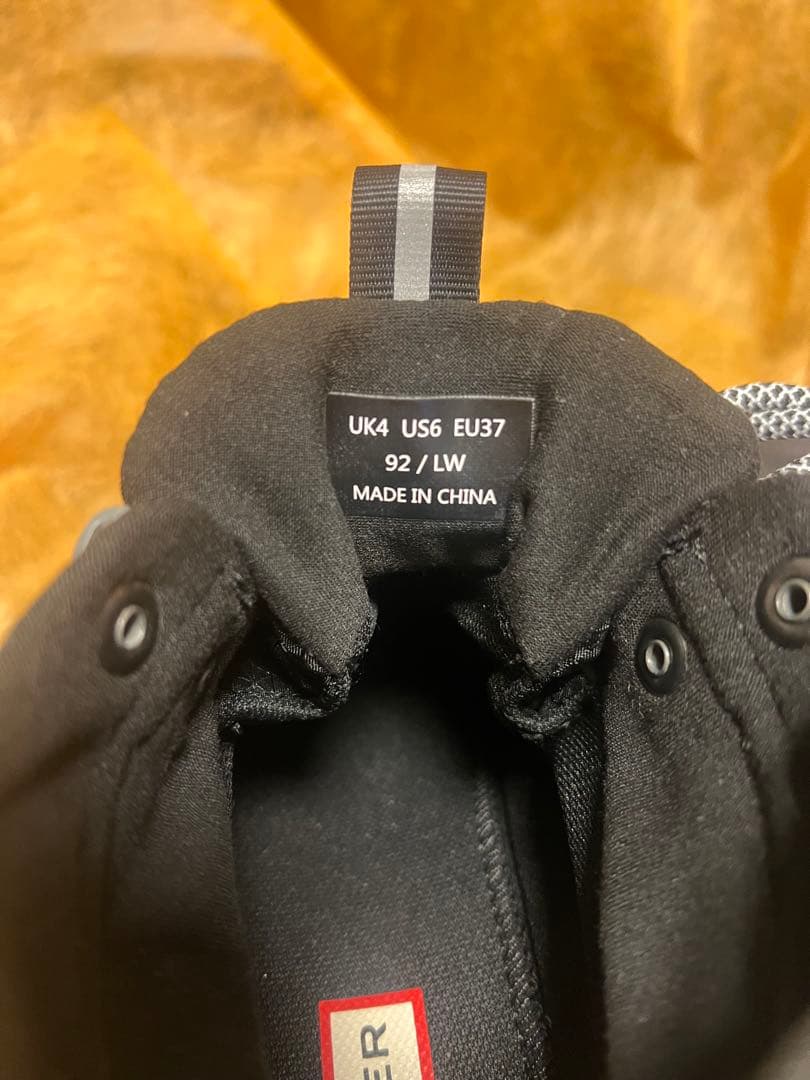 UK4 US6 EU37
92 / LW
MADE IN CHINA